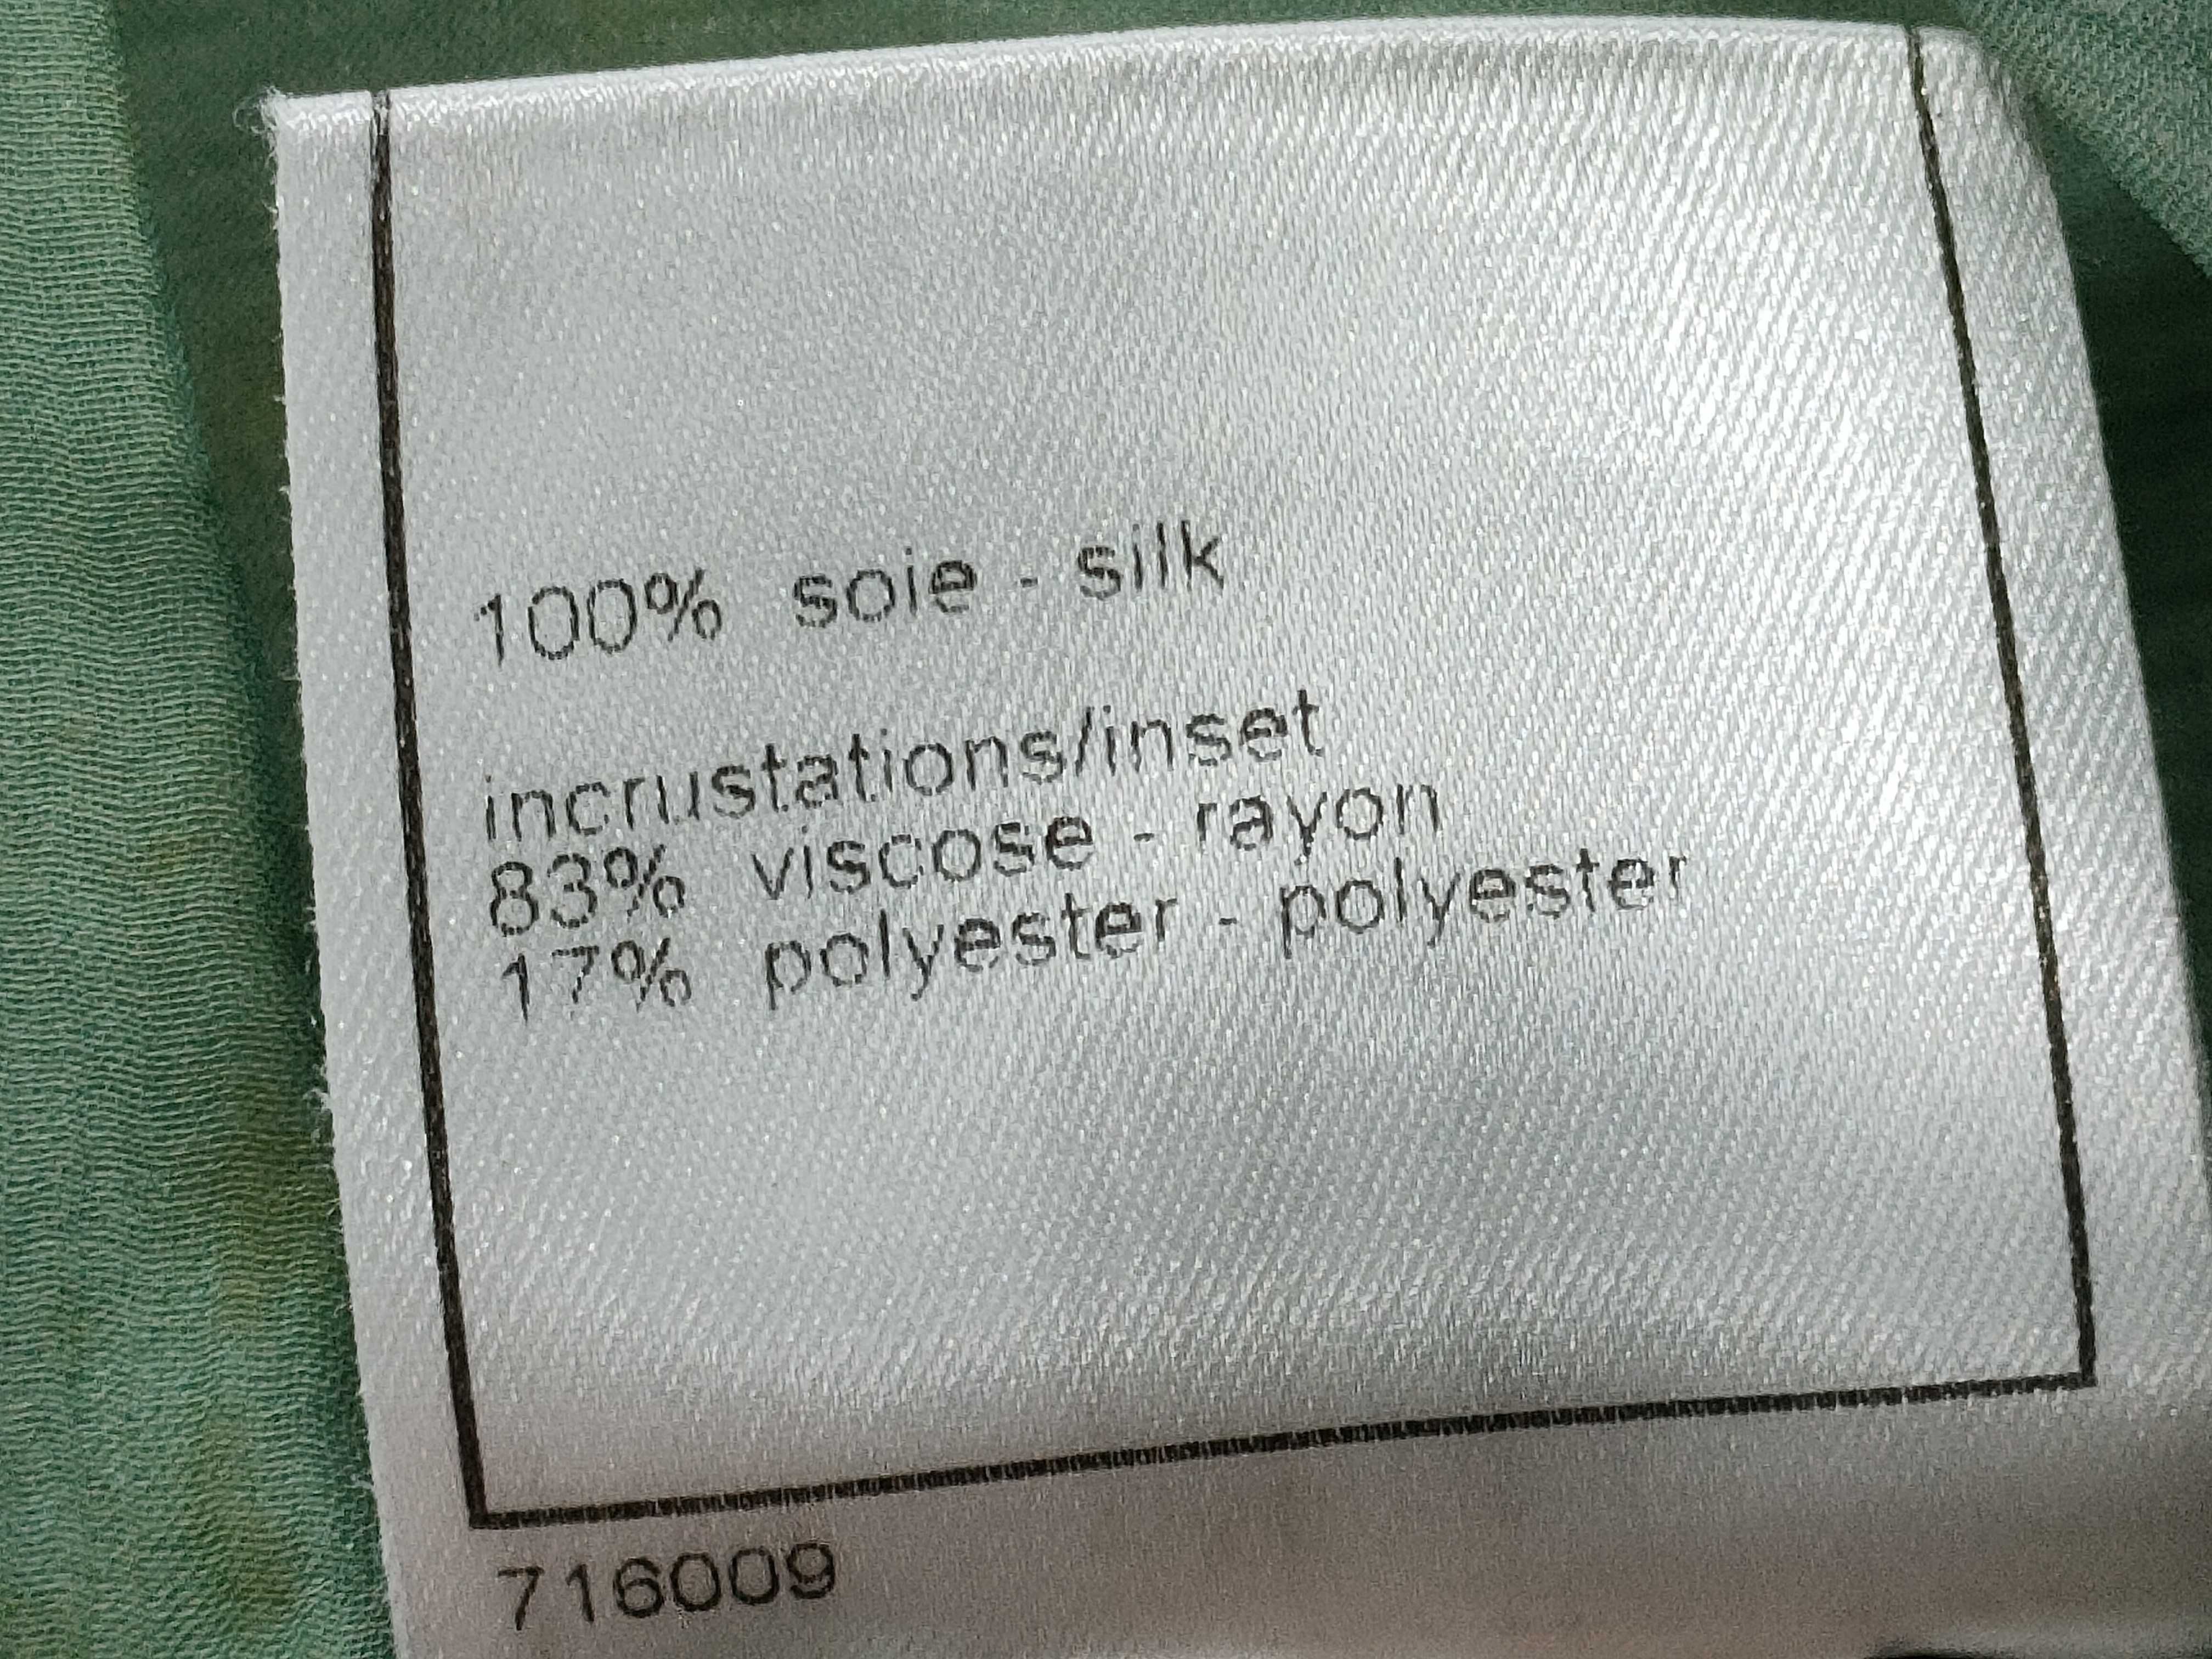 100% soie - silk
incrustations/inset
83% viscose - rayon
17% polyester - polyester
716009